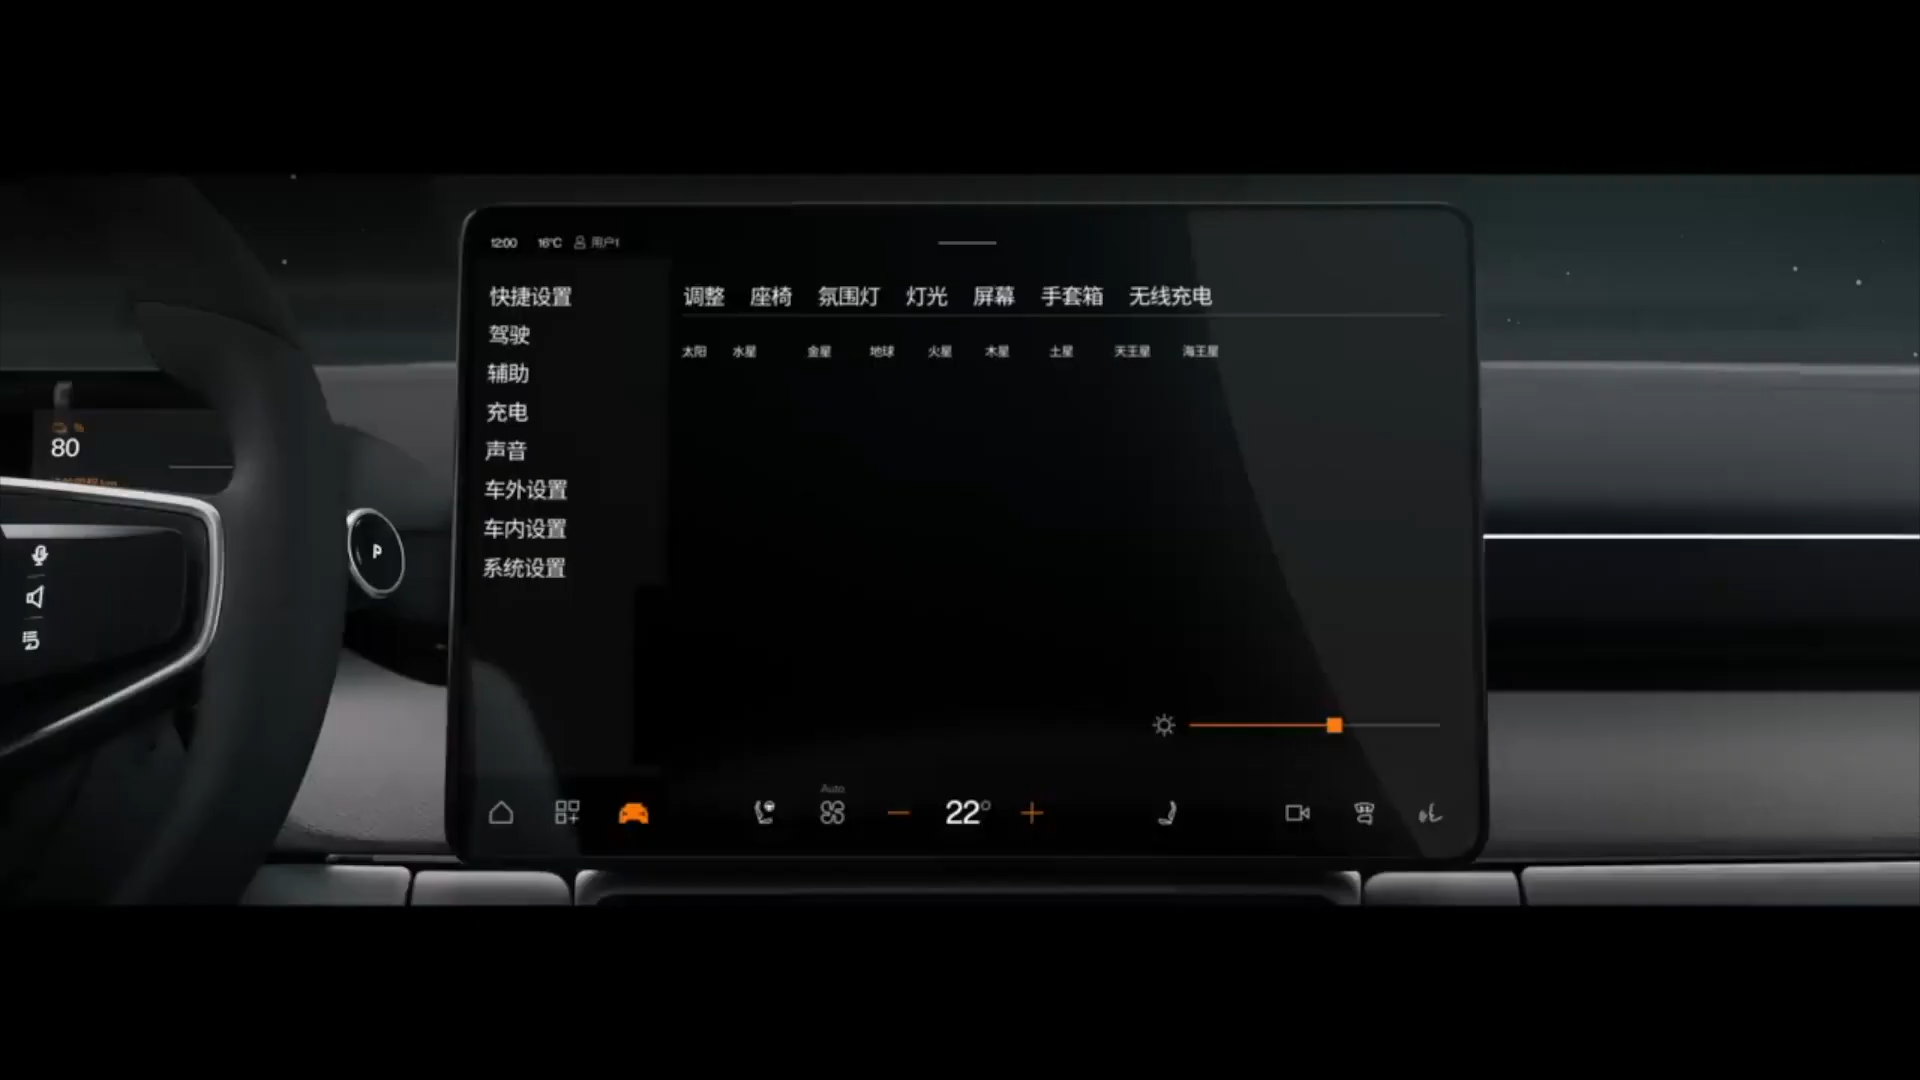 12:00 16°C 用户1
快捷设置
驾驶
辅助
充电
声音
车外设置
车内设置
系统设置
调整 座椅 氛围灯 灯光 屏幕 手套箱 无线充电
太阳 水星 金星 地球 火星 木星 土星 天王星 海王星
%
80
P
Auto
22°